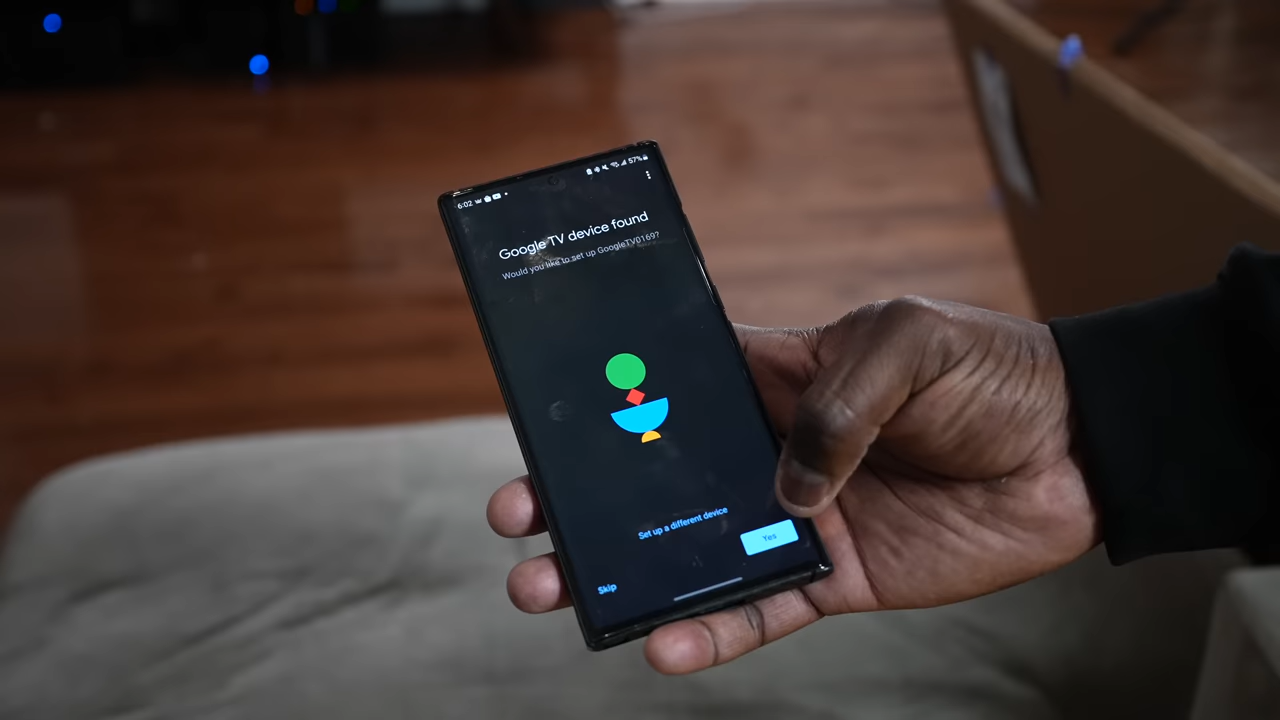 6:02
57%
Google TV device found
Would you like to set up GoogleTV0169?
Set up a different device
Yes
Skip